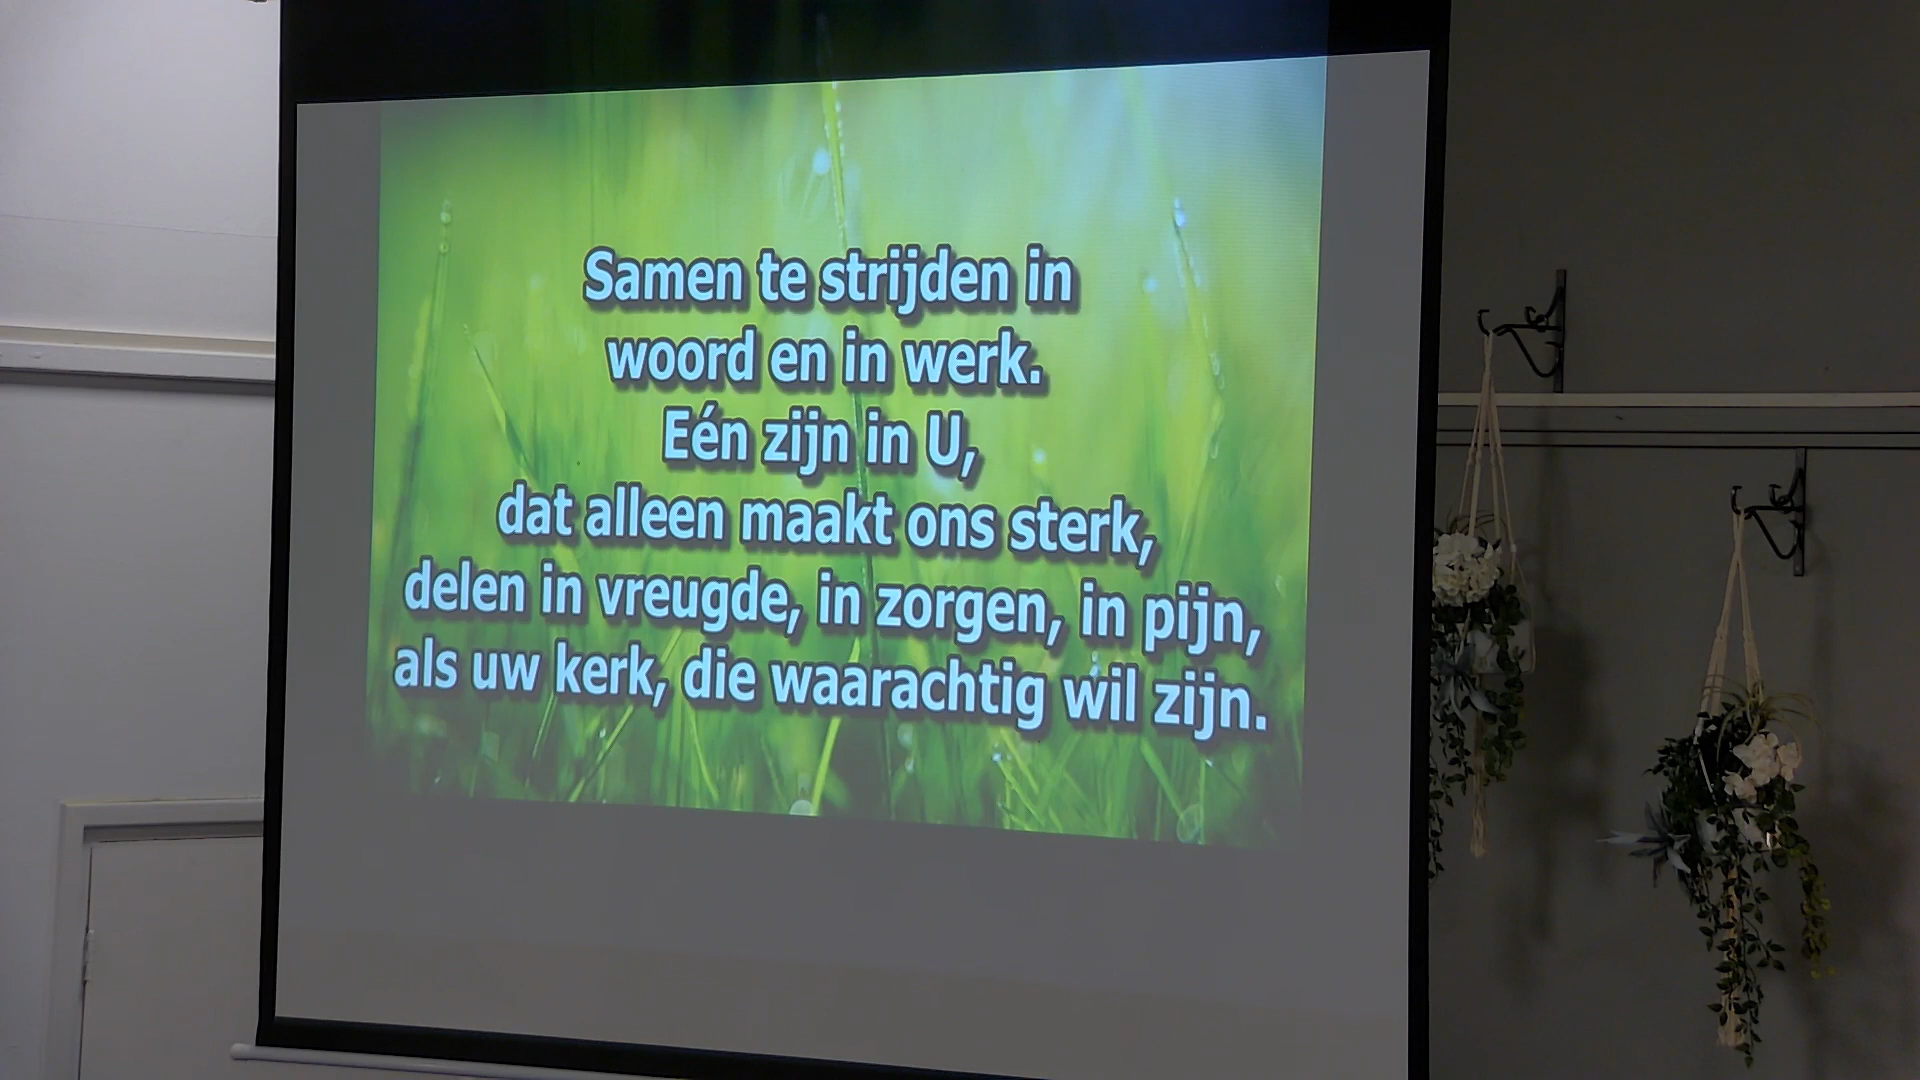 Samen te strijden in
woord en in werk.
Eén zijn in U,
dat alleen maakt ons sterk,
delen in vreugde, in zorgen, in pijn,
als uw kerk, die waarachtig wil zijn.